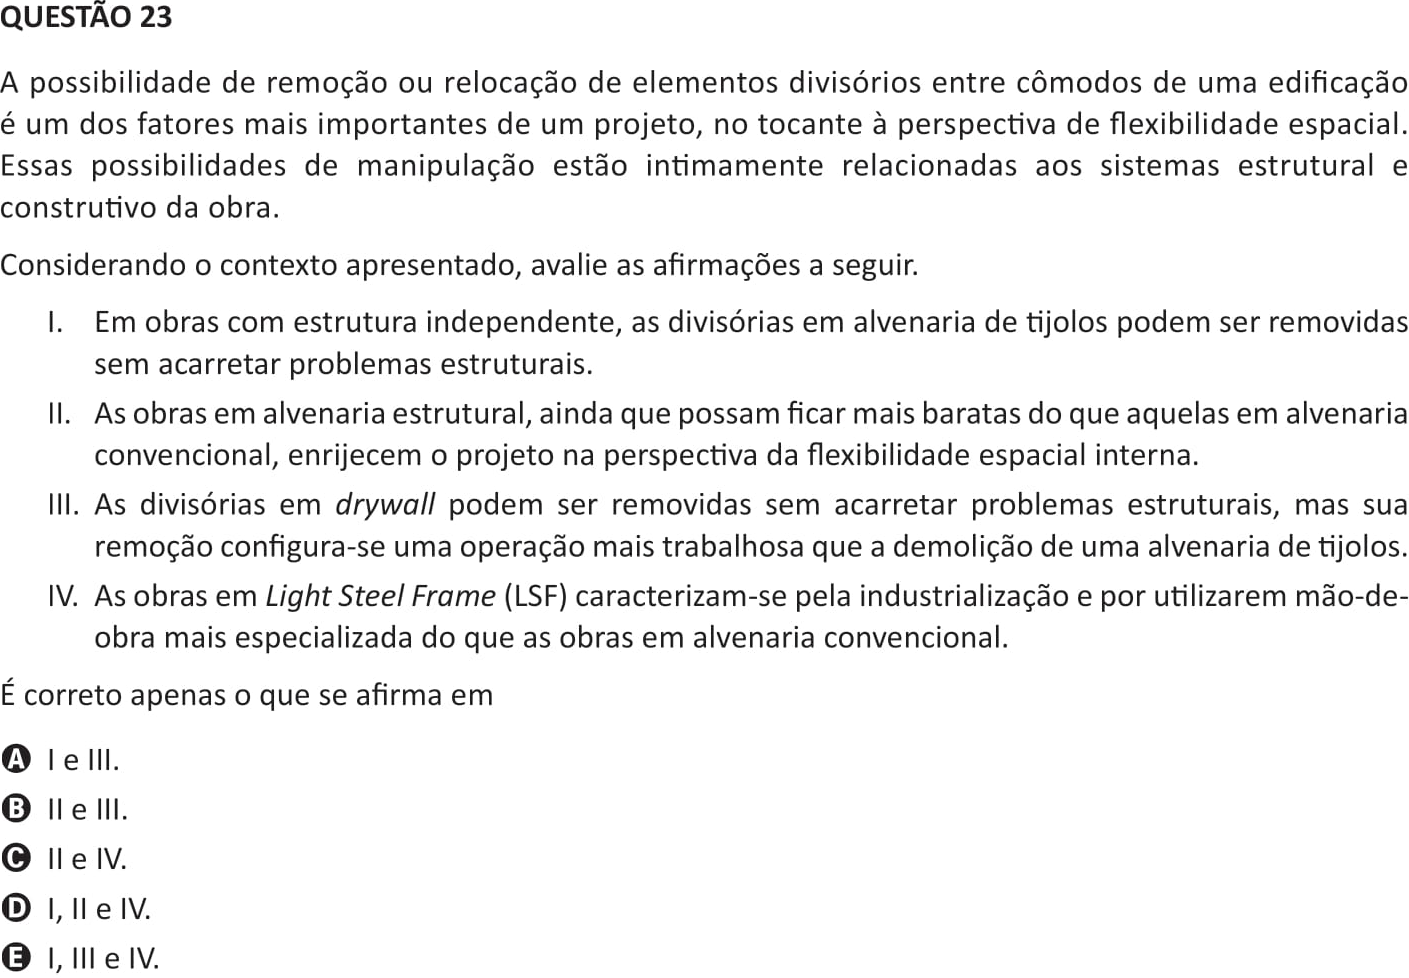 QUESTÃO 23
A possibilidade de remoção ou relocação de elementos divisórios entre cômodos de uma edificação
é um dos fatores mais importantes de um projeto, no tocante à perspectiva de flexibilidade espacial.
Essas possibilidades de manipulação estão intimamente relacionadas aos sistemas estrutural e
construtivo da obra.
Considerando o contexto apresentado, avalie as afirmações a seguir.
I. Em obras com estrutura independente, as divisórias em alvenaria de tijolos podem ser removidas
sem acarretar problemas estruturais.
II. As obras em alvenaria estrutural, ainda que possam ficar mais baratas do que aquelas em alvenaria
convencional, enrijecem o projeto na perspectiva da flexibilidade espacial interna.
III. As divisórias em drywall podem ser removidas sem acarretar problemas estruturais, mas sua
remoção configura-se uma operação mais trabalhosa que a demolição de uma alvenaria de tijolos.
IV. As obras em Light Steel Frame (LSF) caracterizam-se pela industrialização e por utilizarem mão-de-
obra mais especializada do que as obras em alvenaria convencional.
É correto apenas o que se afirma em
A I e III.
B II e III.
C II e IV.
D I, II e IV.
E I, III e IV.